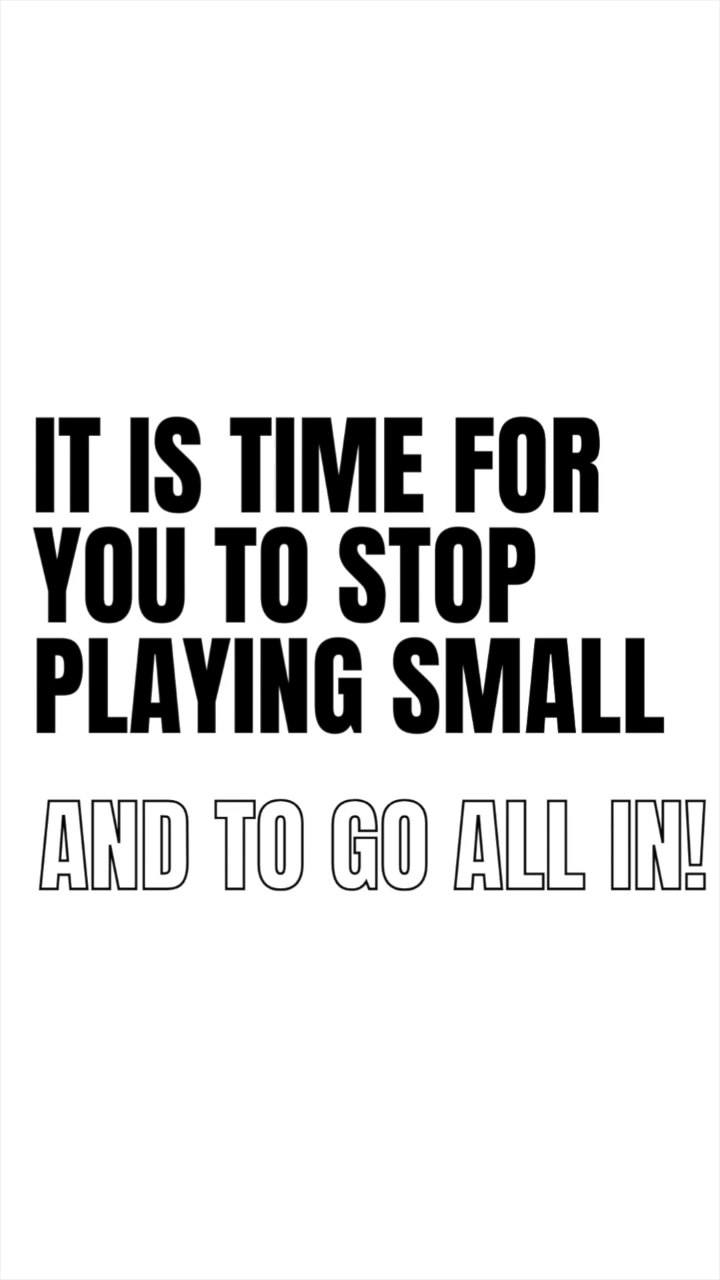 IT IS TIME FOR
YOU TO STOP
PLAYING SMALL
AND TO GO ALL IN!